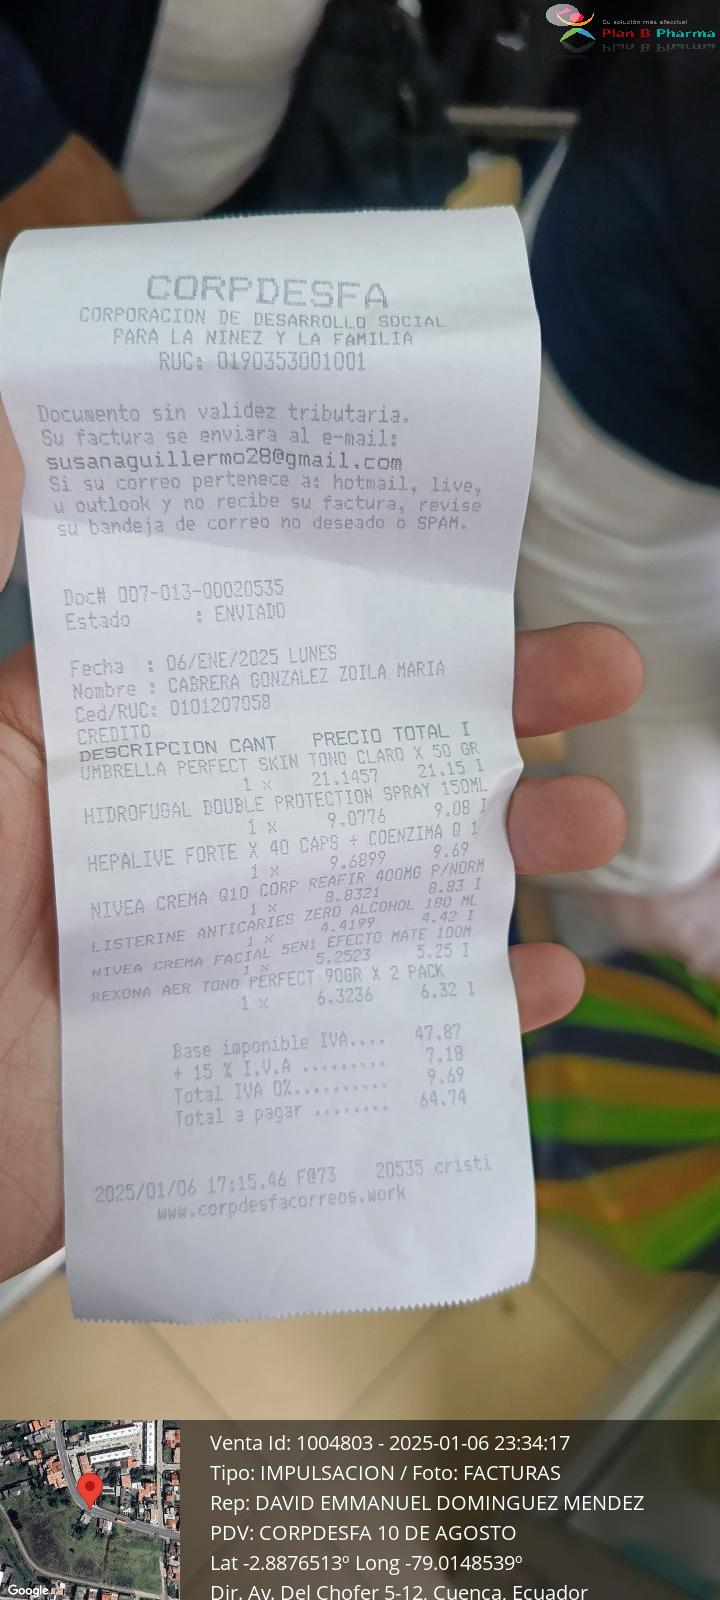 Su solución más efectiva!
Plan B Pharma
CORPDESFA
CORPORACION DE DESARROLLO SOCIAL
PARA LA NINEZ Y LA FAMILIA
RUC: 0190353001001
Documento sin validez tributaria.
Su factura se enviara al e-mail:
susanaguillermo28@gmail.com
Si su correo pertenece a: hotmail, live,
u outlook y no recibe su factura, revise
su bandeja de correo no deseado o SPAM.
Doc# 007-013-00020535
Estado : ENVIADO
Fecha : 06/ENE/2025 LUNES
Nombre : CABRERA GONZALEZ ZOILA MARIA
Ced/RUC: 0101207058
CREDITO
DESCRIPCION CANT PRECIO TOTAL I
UMBRELLA PERFECT SKIN TONO CLARO X 50 GR
1 x 21.1457 21.15 I
HIDROFUGAL DOUBLE PROTECTION SPRAY 150ML
1 x 9.0776 9.08 I
HEPALIVE FORTE X 40 CAPS + COENZIMA Q 1
1 x 9.6899 9.69
NIVEA CREMA Q10 CORP REAFIR 400MG P/NORM
1 x 8.8321 8.83 I
LISTERINE ANTICARIES ZERO ALCOHOL 180 ML
1 x 4.4199 4.42 I
NIVEA CREMA FACIAL 5EN1 EFECTO MATE 100M
1 x 5.2523 5.25 I
REXONA AER TONO PERFECT 90GR X 2 PACK
1 x 6.3236 6.32 I
Base imponible IVA.... 47.87
+ 15 % I.V.A ......... 7.18
Total IVA 0%.......... 9.69
Total a pagar ........ 64.74
2025/01/06 17:15.46 F@73 20535 cristi
www.corpdesfacorreos.work
Venta Id: 1004803 - 2025-01-06 23:34:17
Tipo: IMPULSACION / Foto: FACTURAS
Rep: DAVID EMMANUEL DOMINGUEZ MENDEZ
PDV: CORPDESFA 10 DE AGOSTO
Lat -2.8876513º Long -79.0148539º
Dir. Av. Del Chofer 5-12, Cuenca, Ecuador
Google